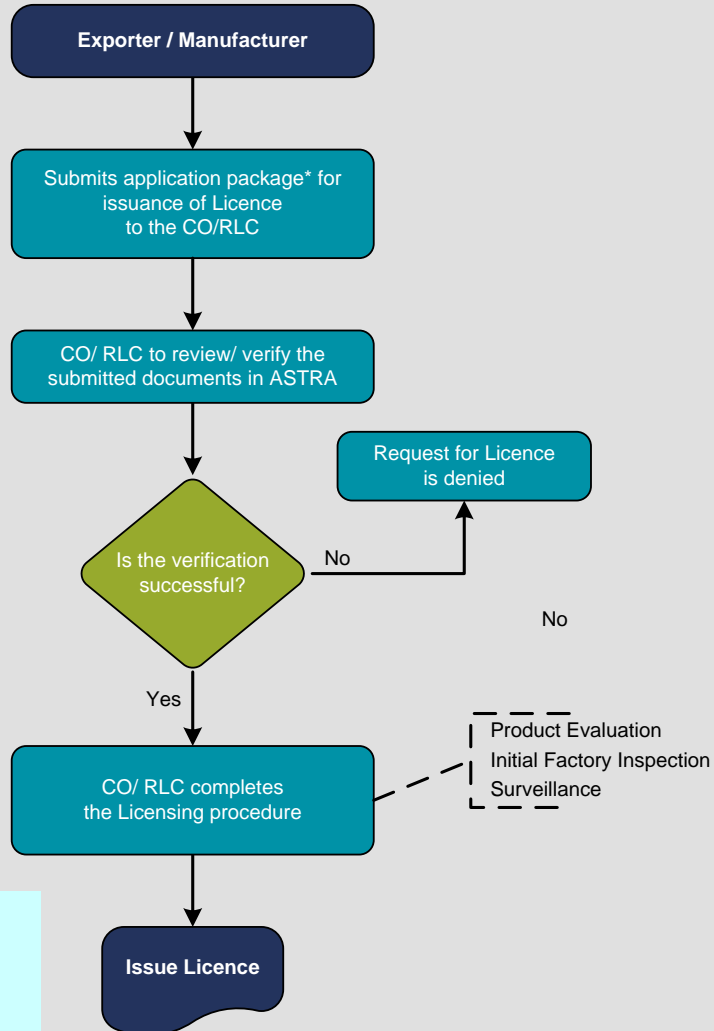 Exporter / Manufacturer
Submits application package* for
issuance of Licence
to the CO/RLC
CO/ RLC to review/ verify the
submitted documents in ASTRA
Request for Licence
is denied
Is the verification
successful?
No
No
Yes
Product Evaluation
Initial Factory Inspection
Surveillance
CO/ RLC completes
the Licensing procedure
Issue Licence